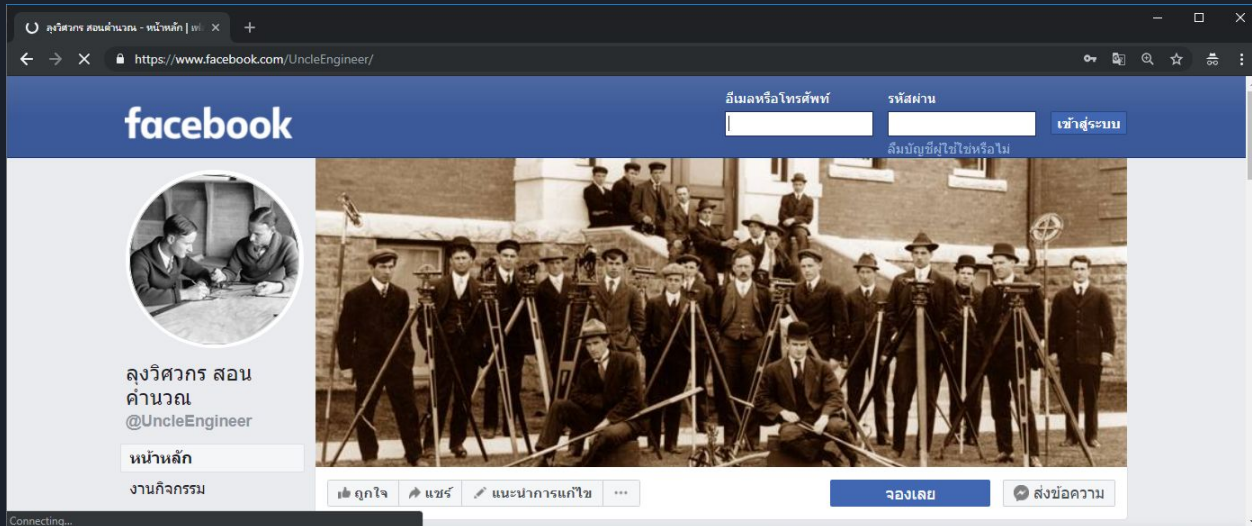 ลุงวิศวกร สอนคำนวณ - หน้าหลัก |
https://www.facebook.com/UncleEngineer/
facebook
อีเมลหรือโทรศัพท์
รหัสผ่าน
เข้าสู่ระบบ
ลืมบัญชีผู้ใช้ใช่หรือไม่
ลุงวิศวกร สอน
คำนวณ
@UncleEngineer
หน้าหลัก
งานกิจกรรม
ถูกใจ
แชร์
แนะนำการแก้ไข
จองเลย
ส่งข้อความ
Connecting...